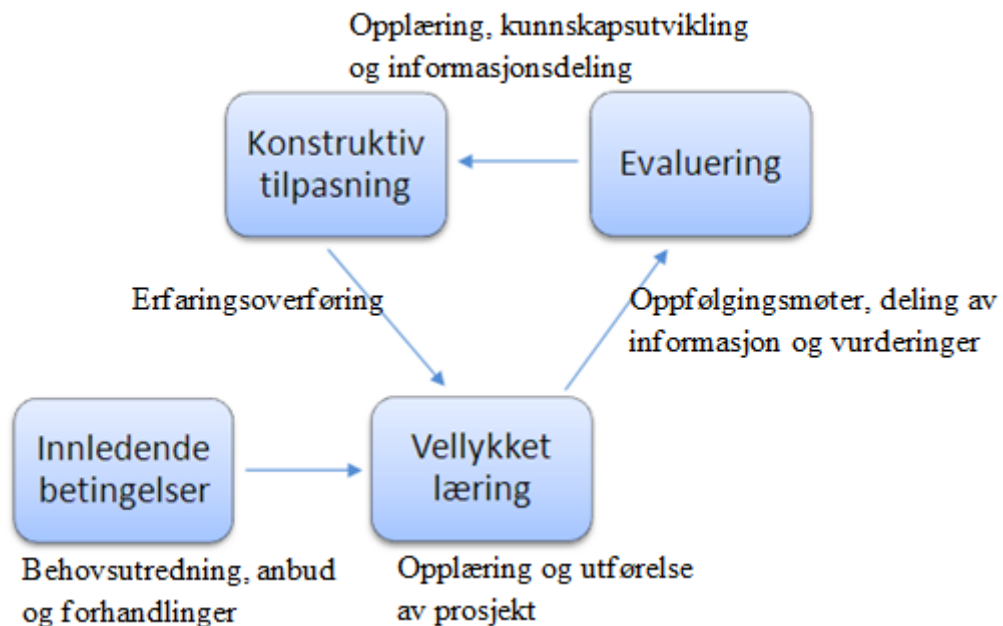 Opplæring, kunnskapsutvikling
og informasjonsdeling
Konstruktiv
tilpasning
Evaluering
Erfaringsoverføring
Oppfølgingsmøter, deling av
informasjon og vurderinger
Innledende
betingelser
Vellykket
læring
Behovsutredning, anbud
og forhandlinger
Opplæring og utførelse
av prosjekt